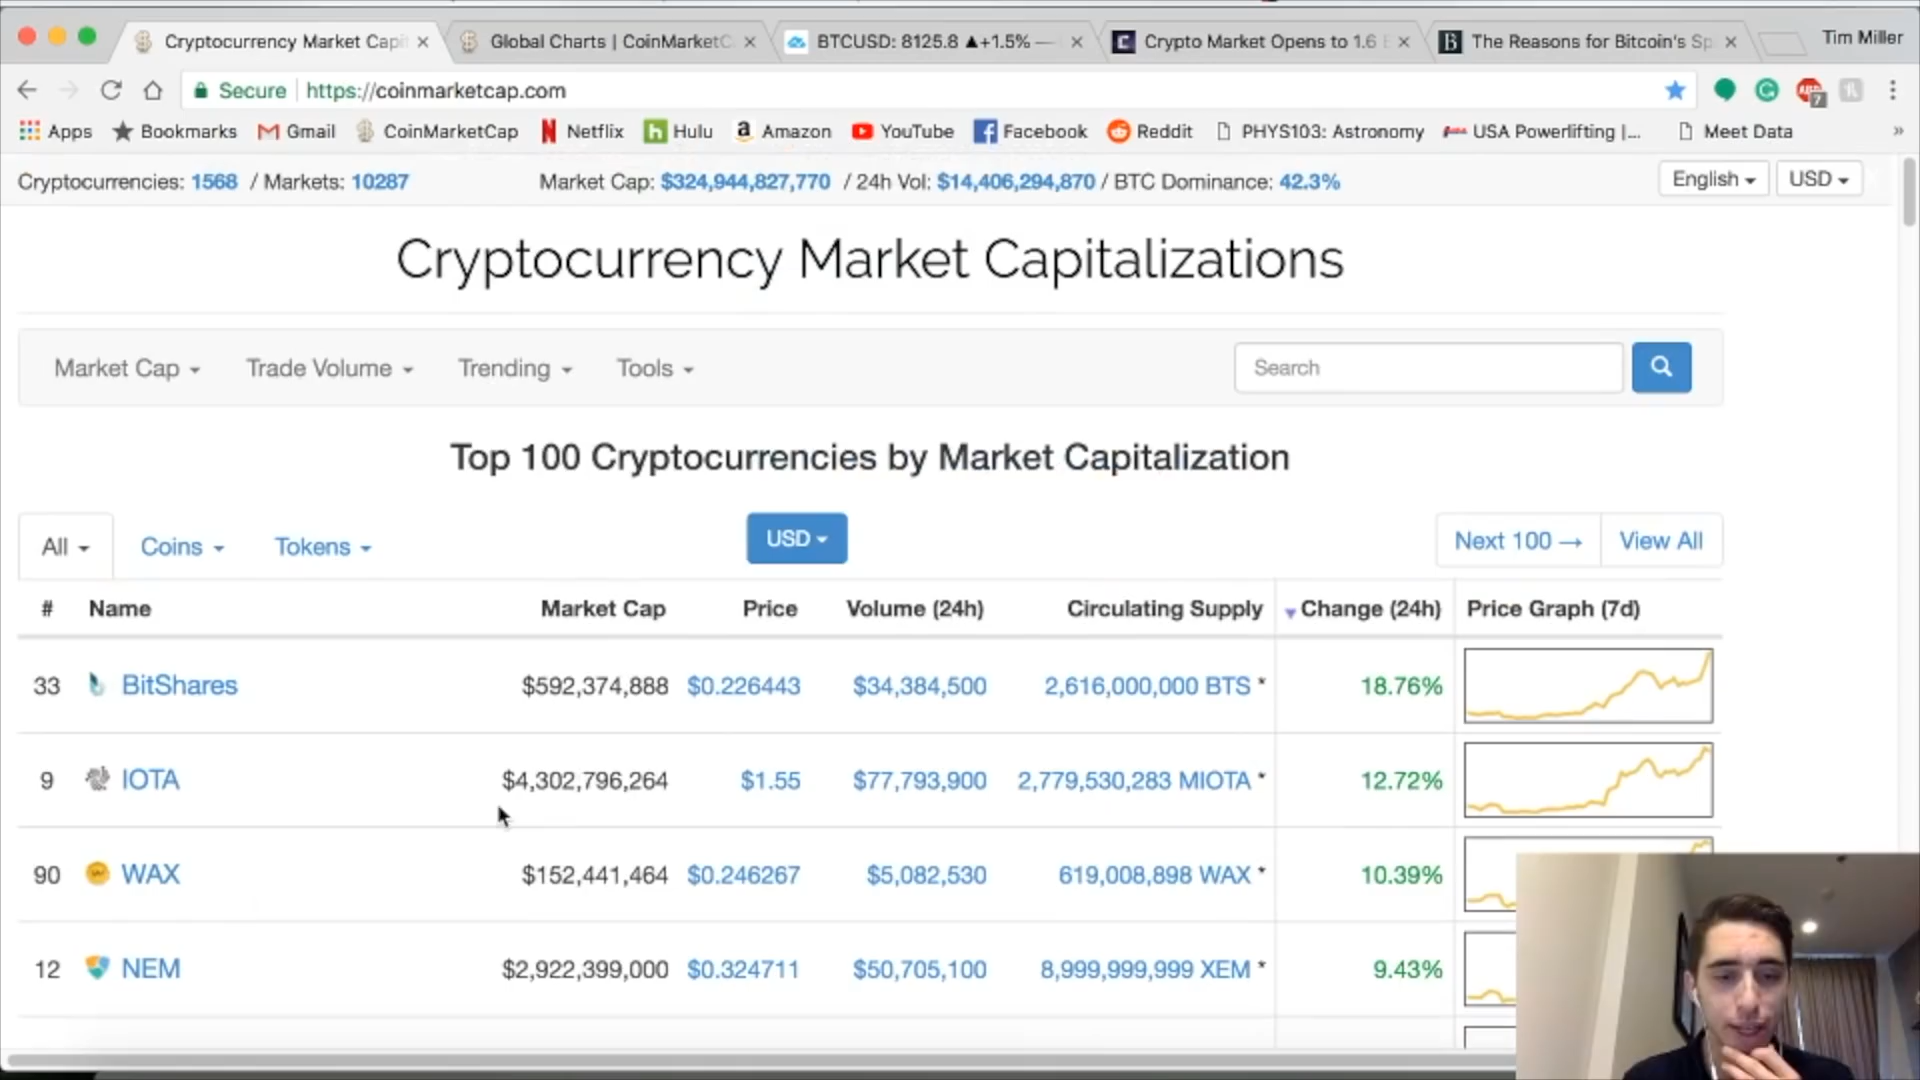 Cryptocurrency Market Capi
Global Charts | CoinMarketC
BTCUSD: 8125.8 ▲+1.5% —
Crypto Market Opens to 1.6
The Reasons for Bitcoin's Sp
Tim Miller
Secure
https://coinmarketcap.com
7
Apps
Bookmarks
Gmail
CoinMarketCap
Netflix
Hulu
Amazon
YouTube
Facebook
Reddit
PHYS103: Astronomy
USA Powerlifting |...
Meet Data
»
Cryptocurrencies: 1568 / Markets: 10287
Market Cap: $324,944,827,770 / 24h Vol: $14,406,294,870 / BTC Dominance: 42.3%
English
USD
Cryptocurrency Market Capitalizations
Market Cap
Trade Volume
Trending
Tools
Search
Top 100 Cryptocurrencies by Market Capitalization
All
Coins
Tokens
USD
Next 100 →
View All
# Name Market Cap Price Volume (24h) Circulating Supply Change (24h) Price Graph (7d)
33 BitShares $592,374,888 $0.226443 $34,384,500 2,616,000,000 BTS * 18.76%
9 IOTA $4,302,796,264 $1.55 $77,793,900 2,779,530,283 MIOTA * 12.72%
90 WAX $152,441,464 $0.246267 $5,082,530 619,008,898 WAX * 10.39%
12 NEM $2,922,399,000 $0.324711 $50,705,100 8,999,999,999 XEM * 9.43%